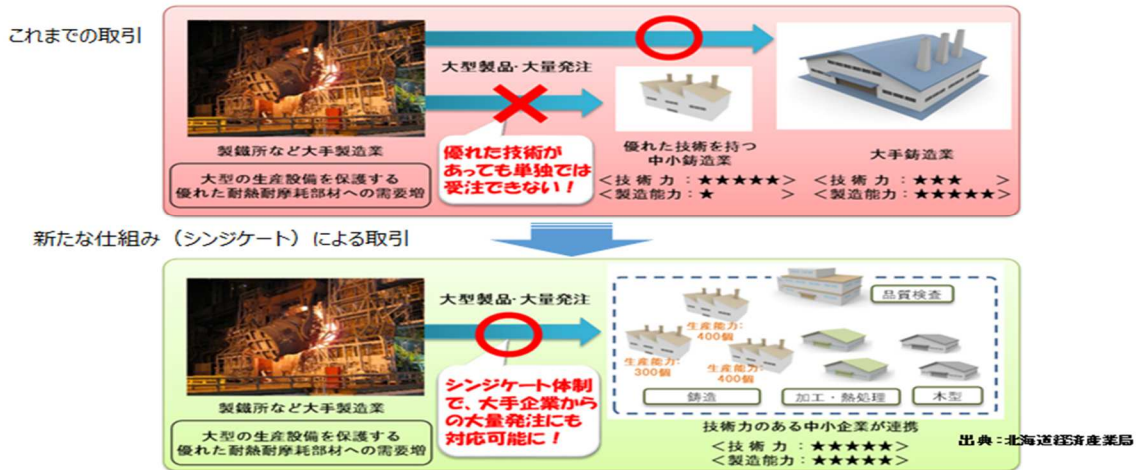 これまでの取引
大型製品・大量発注
製鐵所など大手製造業
大型の生産設備を保護する
優れた耐熱耐摩耗部材への需要増
優れた技術が
あっても単独では
受注できない！
優れた技術を持つ
中小鋳造業
＜技術力：★★★★★＞
＜製造能力：★　　　　＞
大手鋳造業
＜技術力：★★★　　＞
＜製造能力：★★★★★＞
新たな仕組み（シンジケート）による取引
大型製品・大量発注
製鐵所など大手製造業
大型の生産設備を保護する
優れた耐熱耐摩耗部材への需要増
シンジケート体制
で、大手企業から
の大量発注にも
対応可能に！
品質検査
生産能力：
400個
生産能力：
300個
生産能力：
400個
鋳造
加工・熱処理
木型
技術力のある中小企業が連携
＜技術力：★★★★★＞
＜製造能力：★★★★★＞
出典：北海道経済産業局